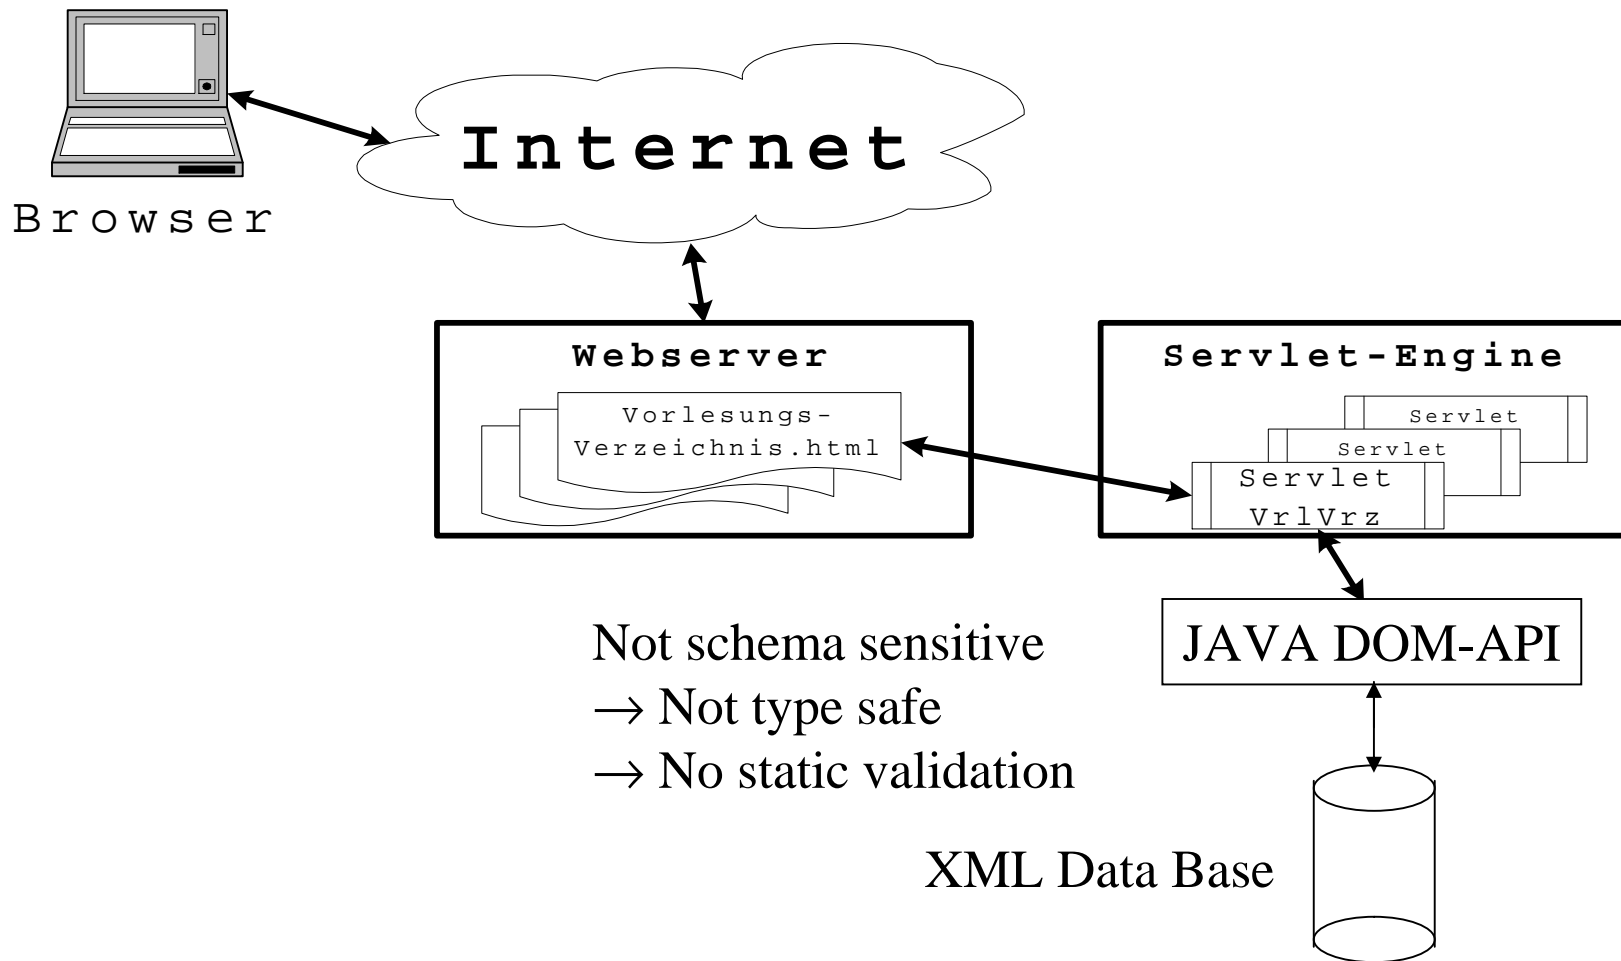 Internet
Browser
Webserver
Vorlesungs-
Verzeichnis.html
Servlet-Engine
Servlet
Servlet
Servlet
VrlVrz
JAVA DOM-API
Not schema sensitive
→ Not type safe
→ No static validation
XML Data Base